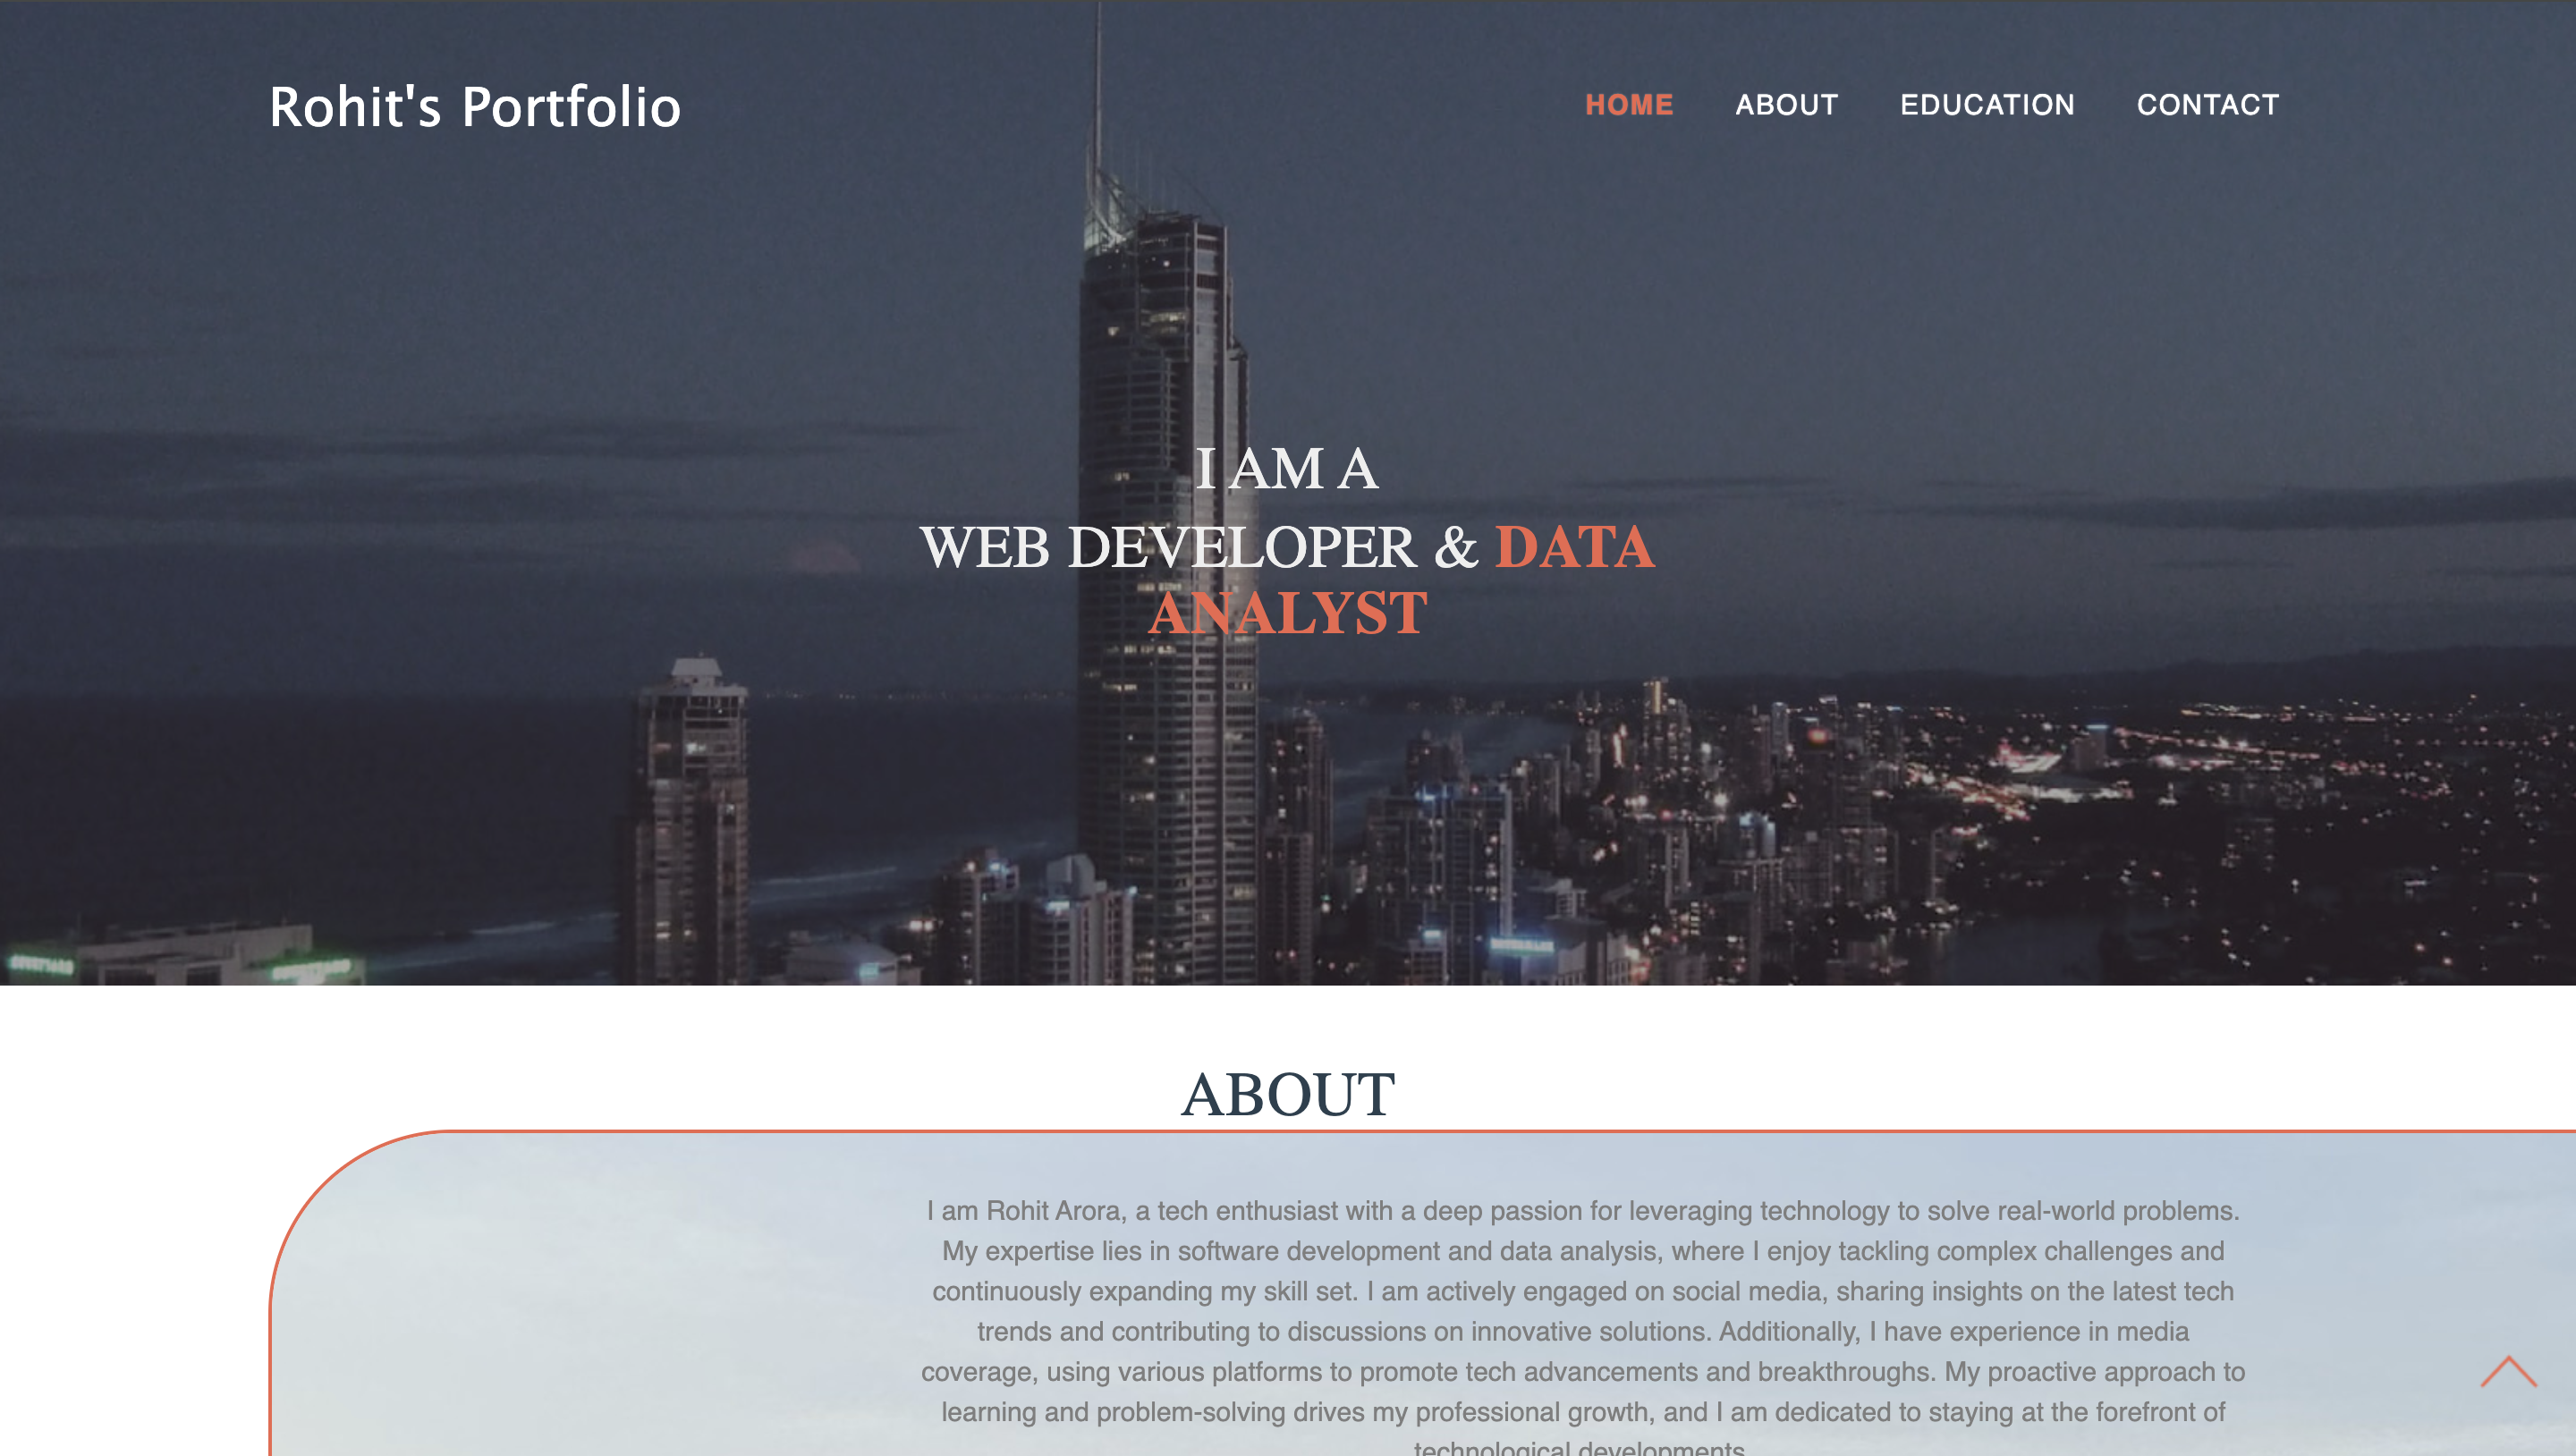 Rohit's Portfolio
HOME ABOUT EDUCATION CONTACT
I AM A
WEB DEVELOPER & DATA
ANALYST
ABOUT
I am Rohit Arora, a tech enthusiast with a deep passion for leveraging technology to solve real-world problems.
My expertise lies in software development and data analysis, where I enjoy tackling complex challenges and
continuously expanding my skill set. I am actively engaged on social media, sharing insights on the latest tech
trends and contributing to discussions on innovative solutions. Additionally, I have experience in media
coverage, using various platforms to promote tech advancements and breakthroughs. My proactive approach to
learning and problem-solving drives my professional growth, and I am dedicated to staying at the forefront of
technological developments